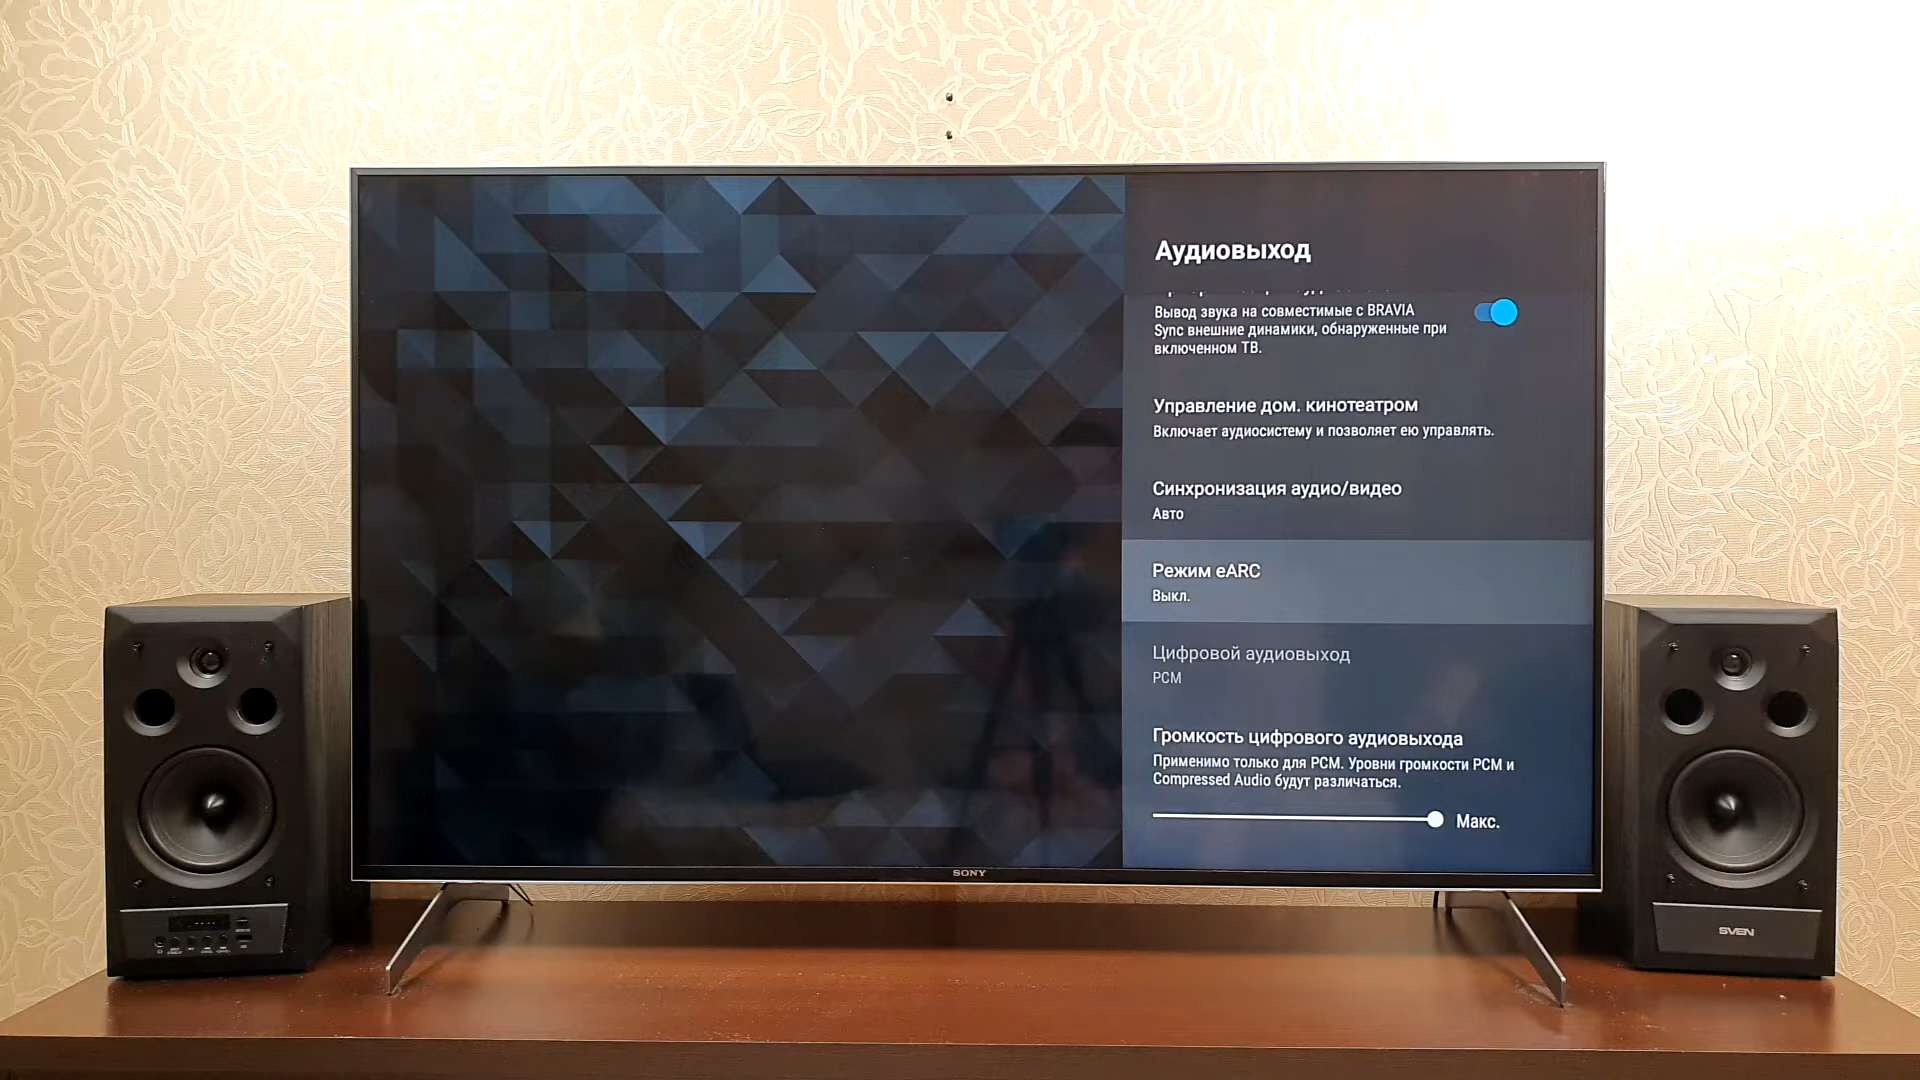 Аудиовыход
Вывод звука на совместимые с BRAVIA
Sync внешние динамики, обнаруженные при
включенном ТВ.
Управление дом. кинотеатром
Включает аудиосистему и позволяет ею управлять.
Синхронизация аудио/видео
Авто
Режим eARC
Выкл.
Цифровой аудиовыход
PCM
Громкость цифрового аудиовыхода
Применимо только для PCM. Уровни громкости PCM и
Compressed Audio будут различаться.
Макс.
SONY
SVEN